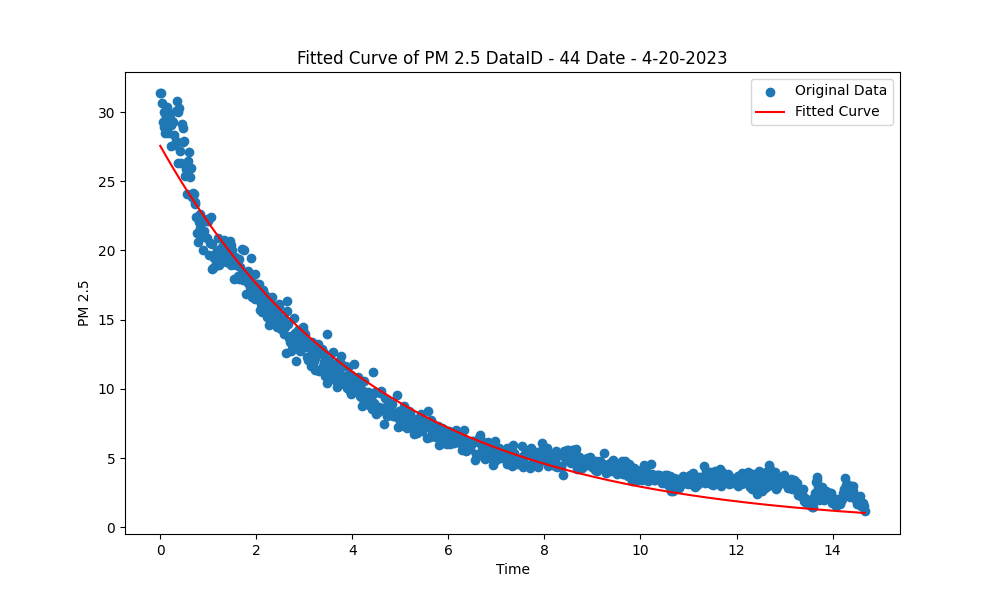 Fitted Curve of PM 2.5 DataID - 44 Date - 4-20-2023
Original Data
Fitted Curve
30
25
20
15
10
5
0
PM 2.5
0 2 4 6 8 10 12 14
Time